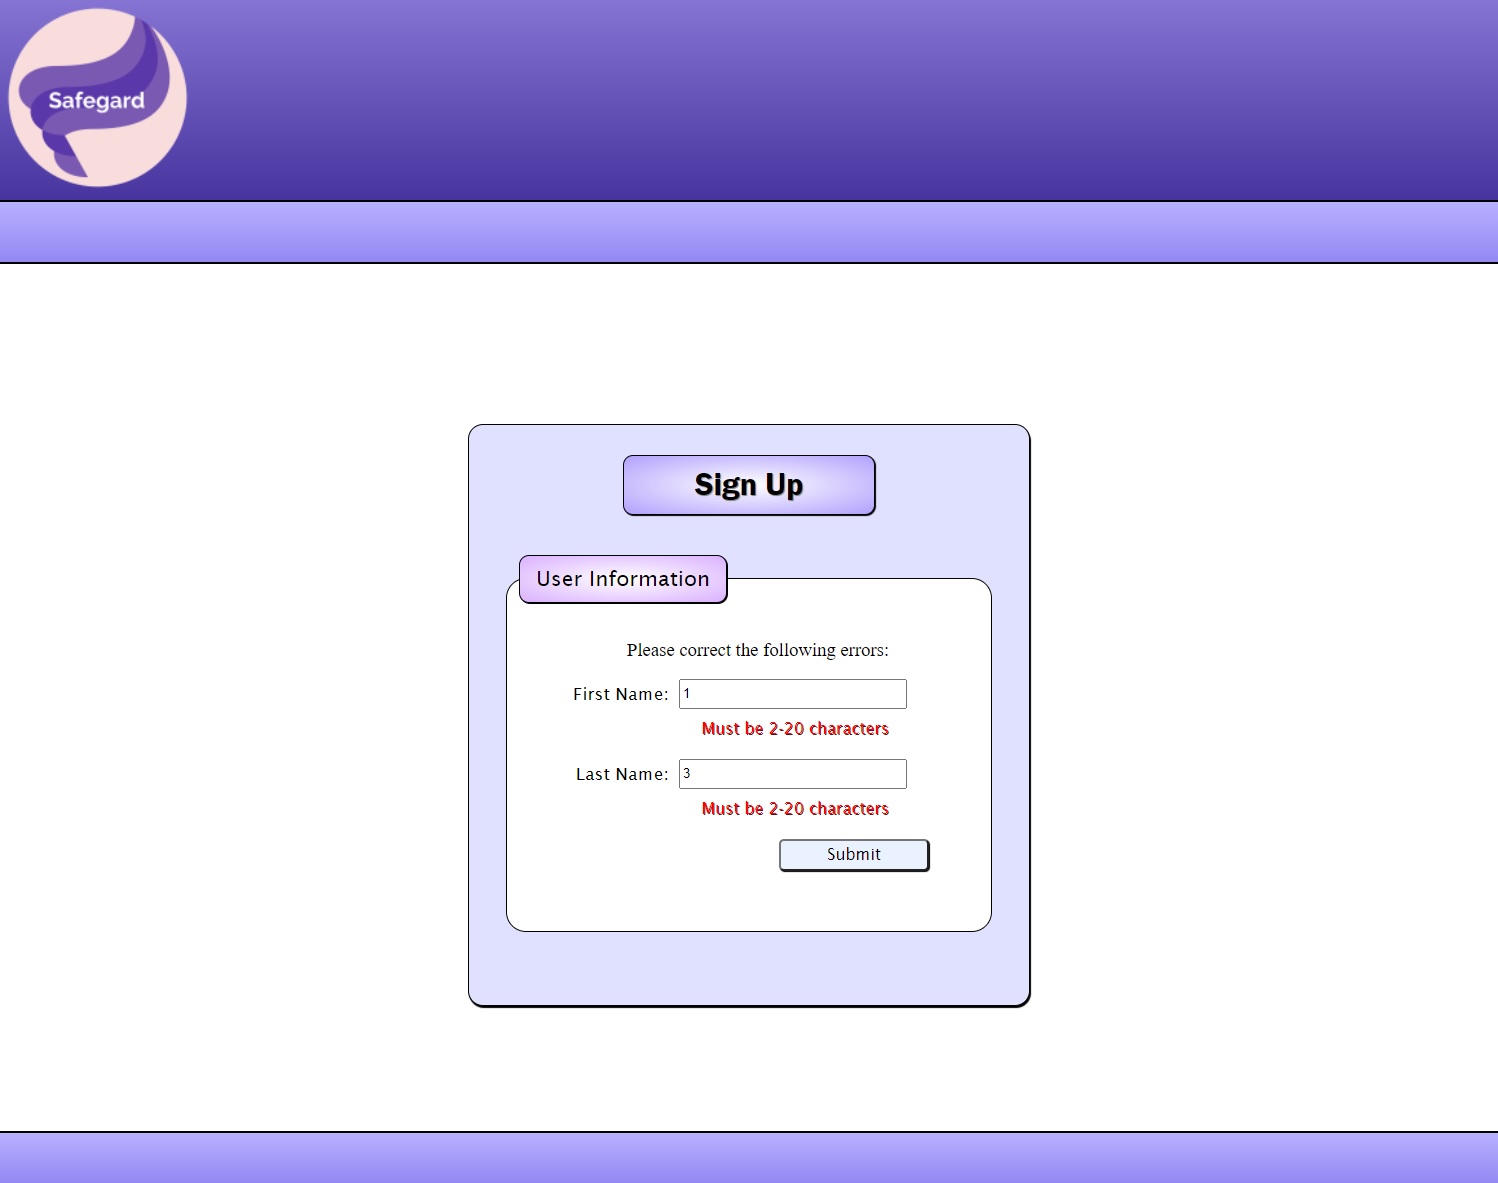 Safegard
Sign Up
User Information
Please correct the following errors:
First Name: 1
Must be 2-20 characters
Last Name: 3
Must be 2-20 characters
Submit